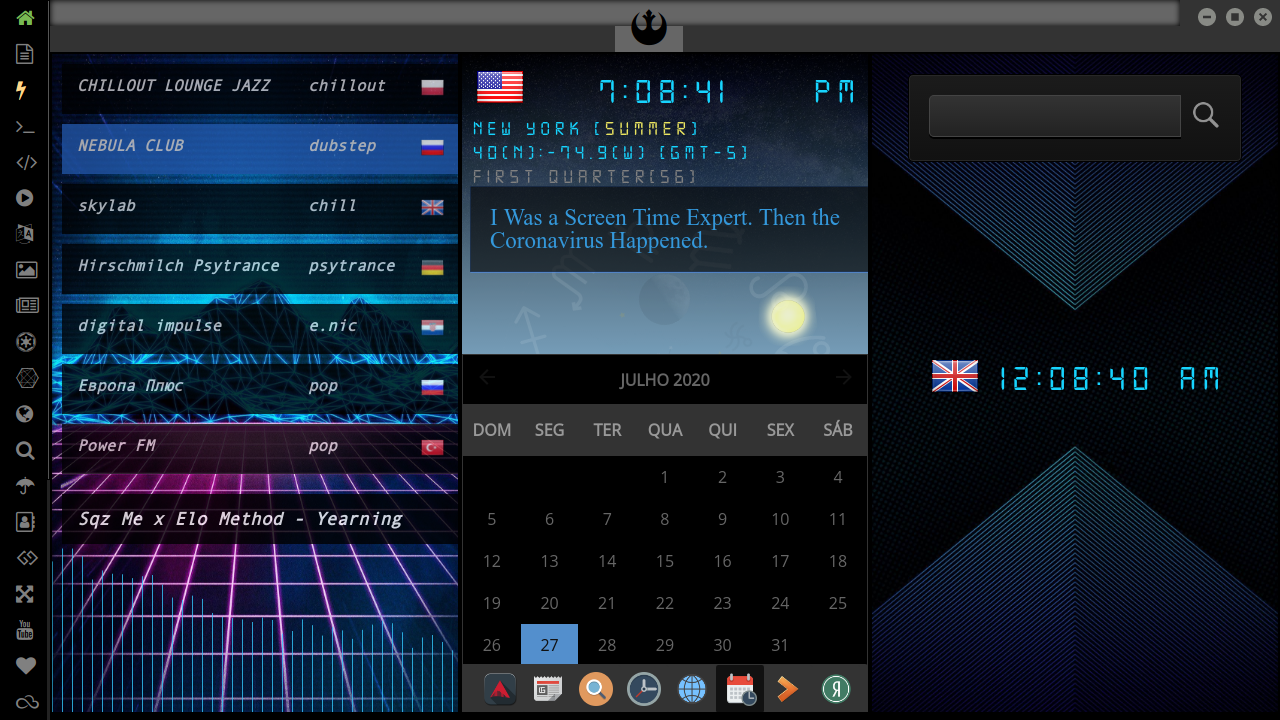 CHILLOUT LOUNGE JAZZ chillout
NEBULA CLUB dubstep
skylab chill
Hirschmilch Psytrance psytrance
digital impulse e.nic
Европа Плюс pop
Power FM pop
Sqz Me x Elo Method - Yearning
7:08:41 PM
NEW YORK (SUMMER)
40(N):-74.9(W) (GMT-5)
FIRST QUARTER(56)
I Was a Screen Time Expert. Then the
Coronavirus Happened.
JULHO 2020
DOM SEG TER QUA QUI SEX SÁB
1 2 3 4
5 6 7 8 9 10 11
12 13 14 15 16 17 18
19 20 21 22 23 24 25
26 27 28 29 30 31
Я
12:08:40 AM
You
Tube